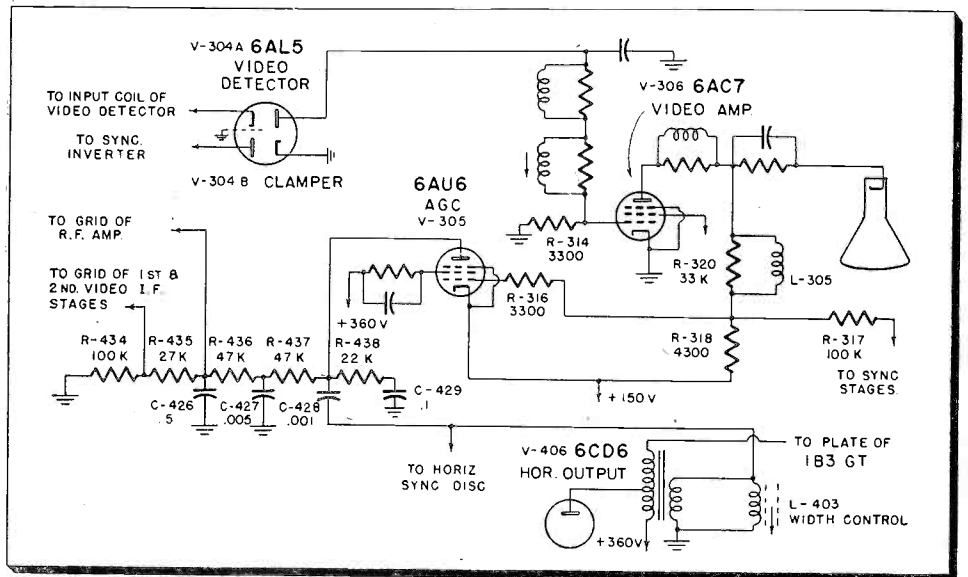 V-304A 6AL5
VIDEO
DETECTOR
TO INPUT COIL OF
VIDEO DETECTOR
TO SYNC.
INVERTER
V-304 B CLAMPER
V-306 6AC7
VIDEO AMP.
6AU6
AGC
V-305
TO GRID OF
R.F. AMP.
TO GRID OF 1ST &
2ND. VIDEO I.F.
STAGES
R-314
3300
R-320
33 K
L-305
+360V
R-316
3300
R-434
100 K
R-435
27 K
R-436
47 K
R-437
47 K
R-438
22 K
R-318
4300
R-317
100 K
TO SYNC
STAGES
C-426
.5
C-427
.005
C-428
.001
C-429
.1
+150V
TO HORIZ
SYNC DISC
V-406 6CD6
HOR. OUTPUT
TO PLATE OF
1B3 GT
L-403
WIDTH CONTROL
+360V